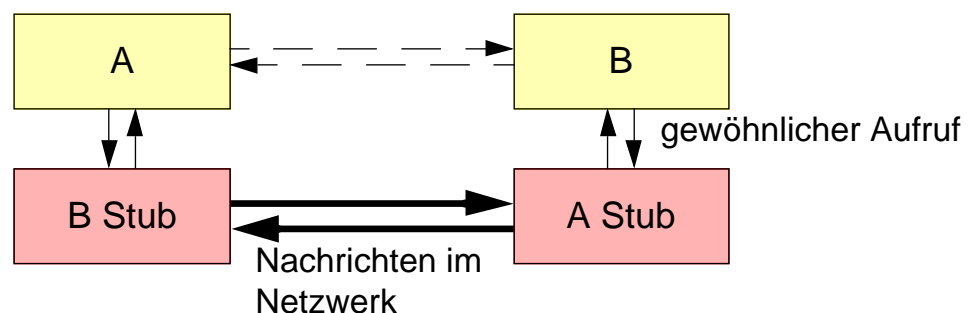 A
B
gewöhnlicher Aufruf
B Stub
A Stub
Nachrichten im
Netzwerk